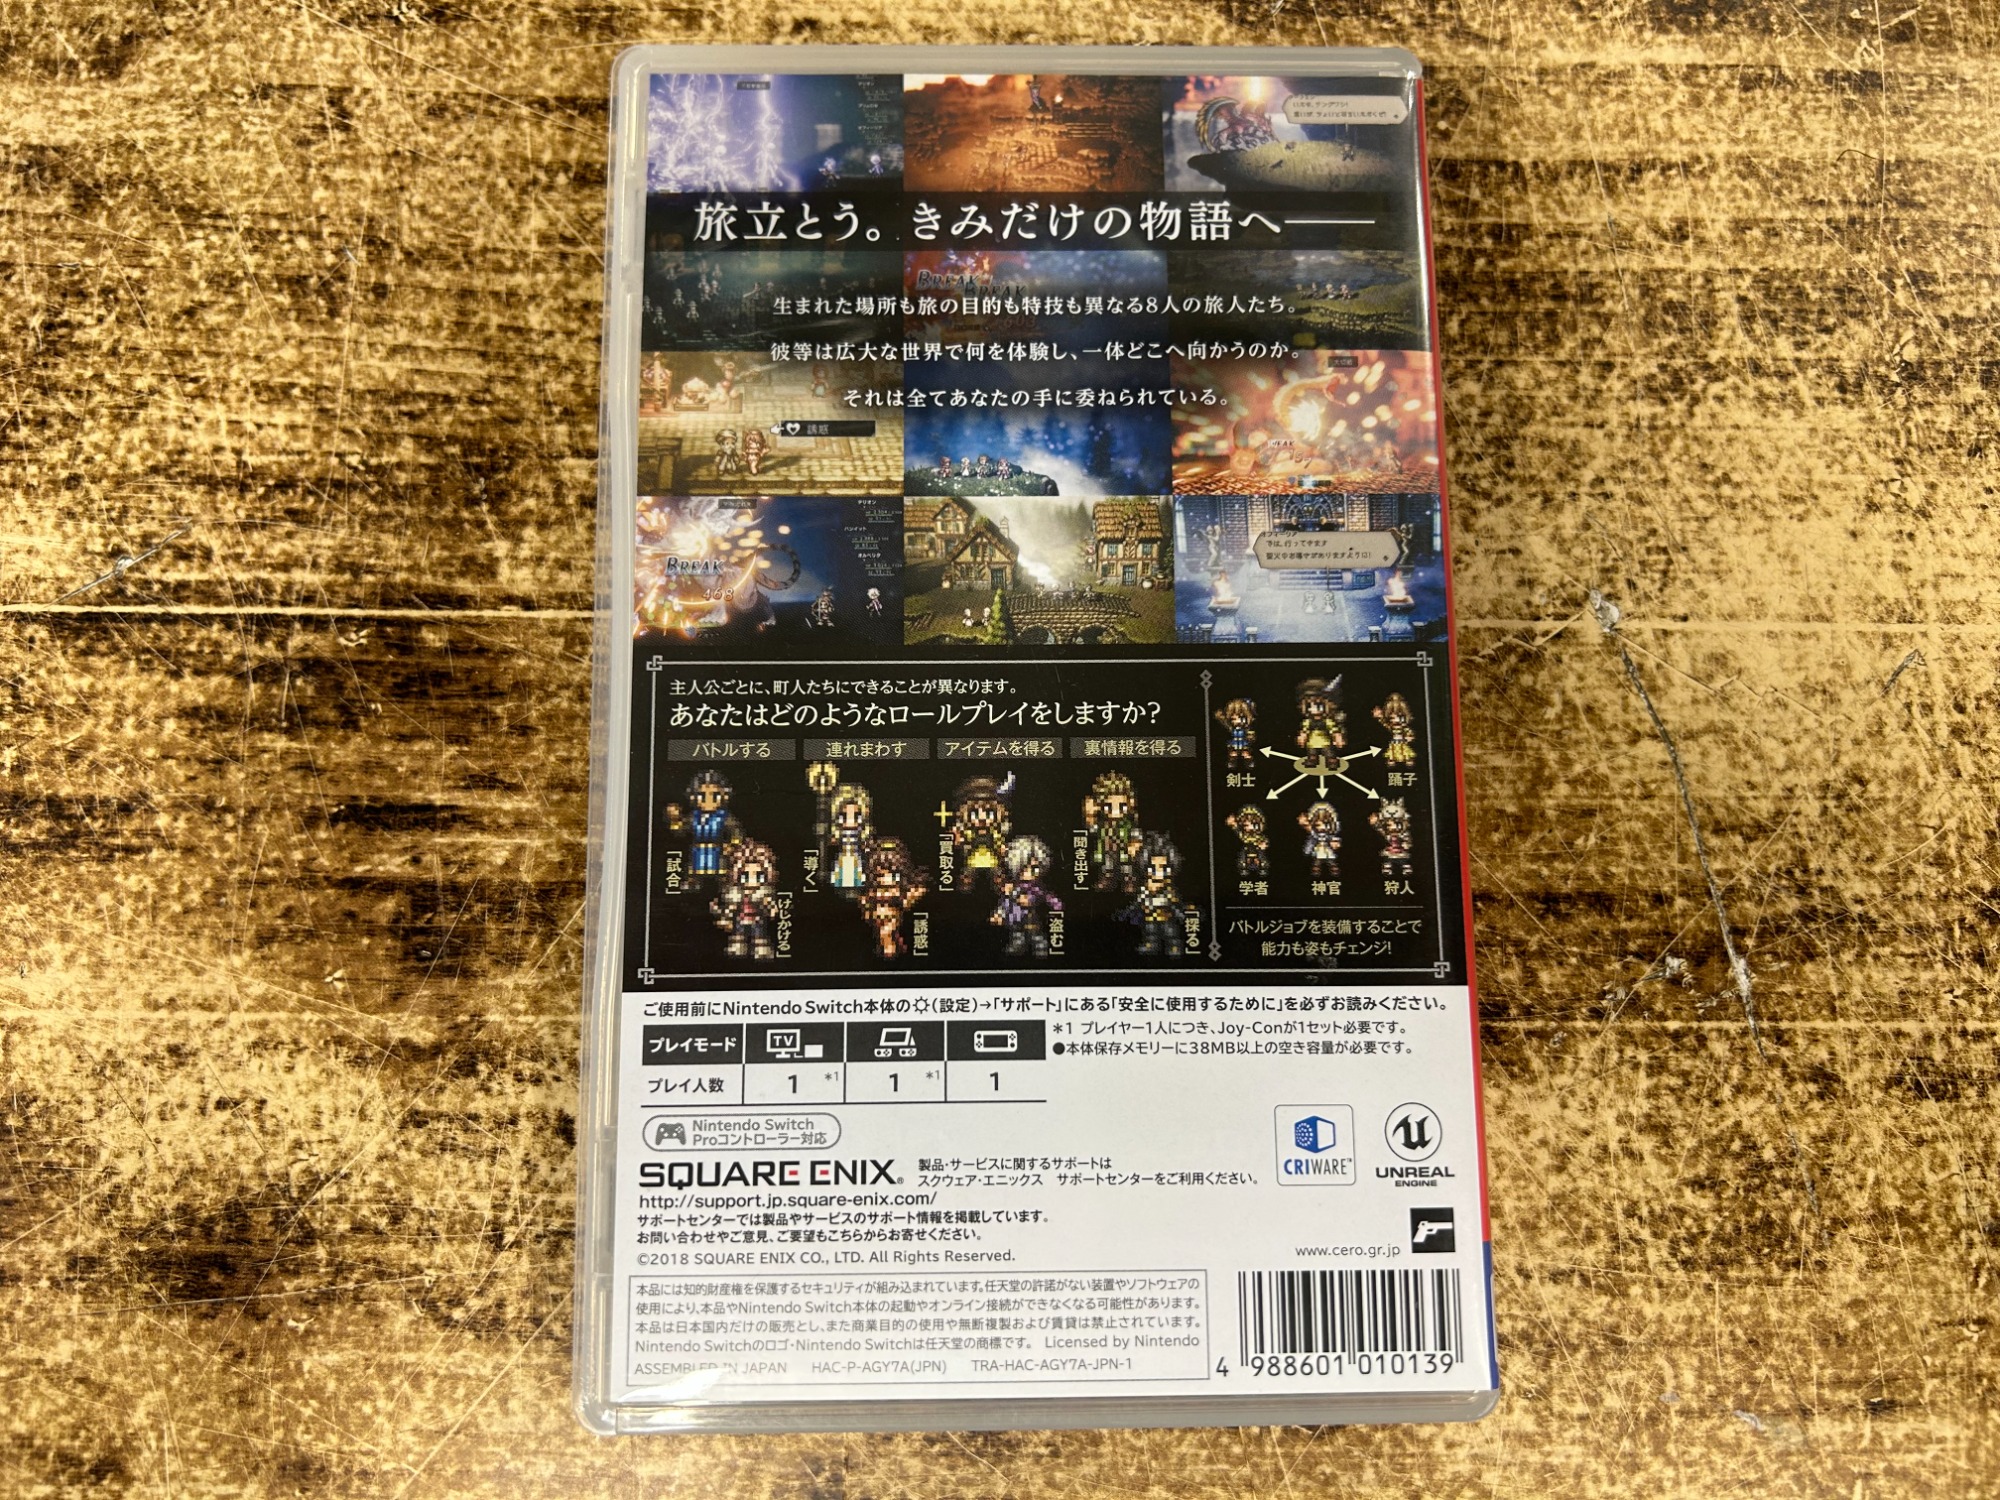 旅立とう。きみだけの物語へ――
BREAK
BREAK
生まれた場所も旅の目的も特技も異なる8人の旅人たち。
彼等は広大な世界で何を体験し、一体どこへ向かうのか。
それは全てあなたの手に委ねられている。
誘惑
BREAK
468
主人公ごとに、町人たちにできることが異なります。
あなたはどのようなロールプレイをしますか?
バトルする 連れまわす アイテムを得る 裏情報を得る
「試合」
「けしかける」
「導く」
「誘惑」
「買取る」
「盗む」
「聞き出す」
「探る」
剣士 踊子
学者 神官 狩人
バトルジョブを装備することで
能力も姿もチェンジ!
ご使用前にNintendo Switch本体の(設定)→「サポート」にある「安全に使用するために」を必ずお読みください。
プレイモード TV
プレイ人数 1 *1 1 *1 1
*1 プレイヤー1人につき、Joy-Conが1セット必要です。
●本体保存メモリーに38MB以上の空き容量が必要です。
Nintendo Switch
Proコントローラー対応
SQUARE ENIX®
製品・サービスに関するサポートは
スクウェア・エニックス サポートセンターをご利用ください。
http://support.jp.square-enix.com/
サポートセンターでは製品やサービスのサポート情報を掲載しています。
お問い合わせやご意見、ご要望もこちらからお寄せください。
©2018 SQUARE ENIX CO., LTD. All Rights Reserved.
CRIWARE™
UNREAL
ENGINE
www.cero.gr.jp
本品には知的財産権を保護するセキュリティが組み込まれています。任天堂の許諾がない装置やソフトウェアの
使用により、本品やNintendo Switch本体の起動やオンライン接続ができなくなる可能性があります。
本品は日本国内だけの販売とし、また商業目的の使用や無断複製および賃貸は禁止されています。
Nintendo Switchのロゴ・Nintendo Switchは任天堂の商標です。 Licensed by Nintendo
ASSEMBLED IN JAPAN HAC-P-AGY7A(JPN) TRA-HAC-AGY7A-JPN-1
4 988601 010139